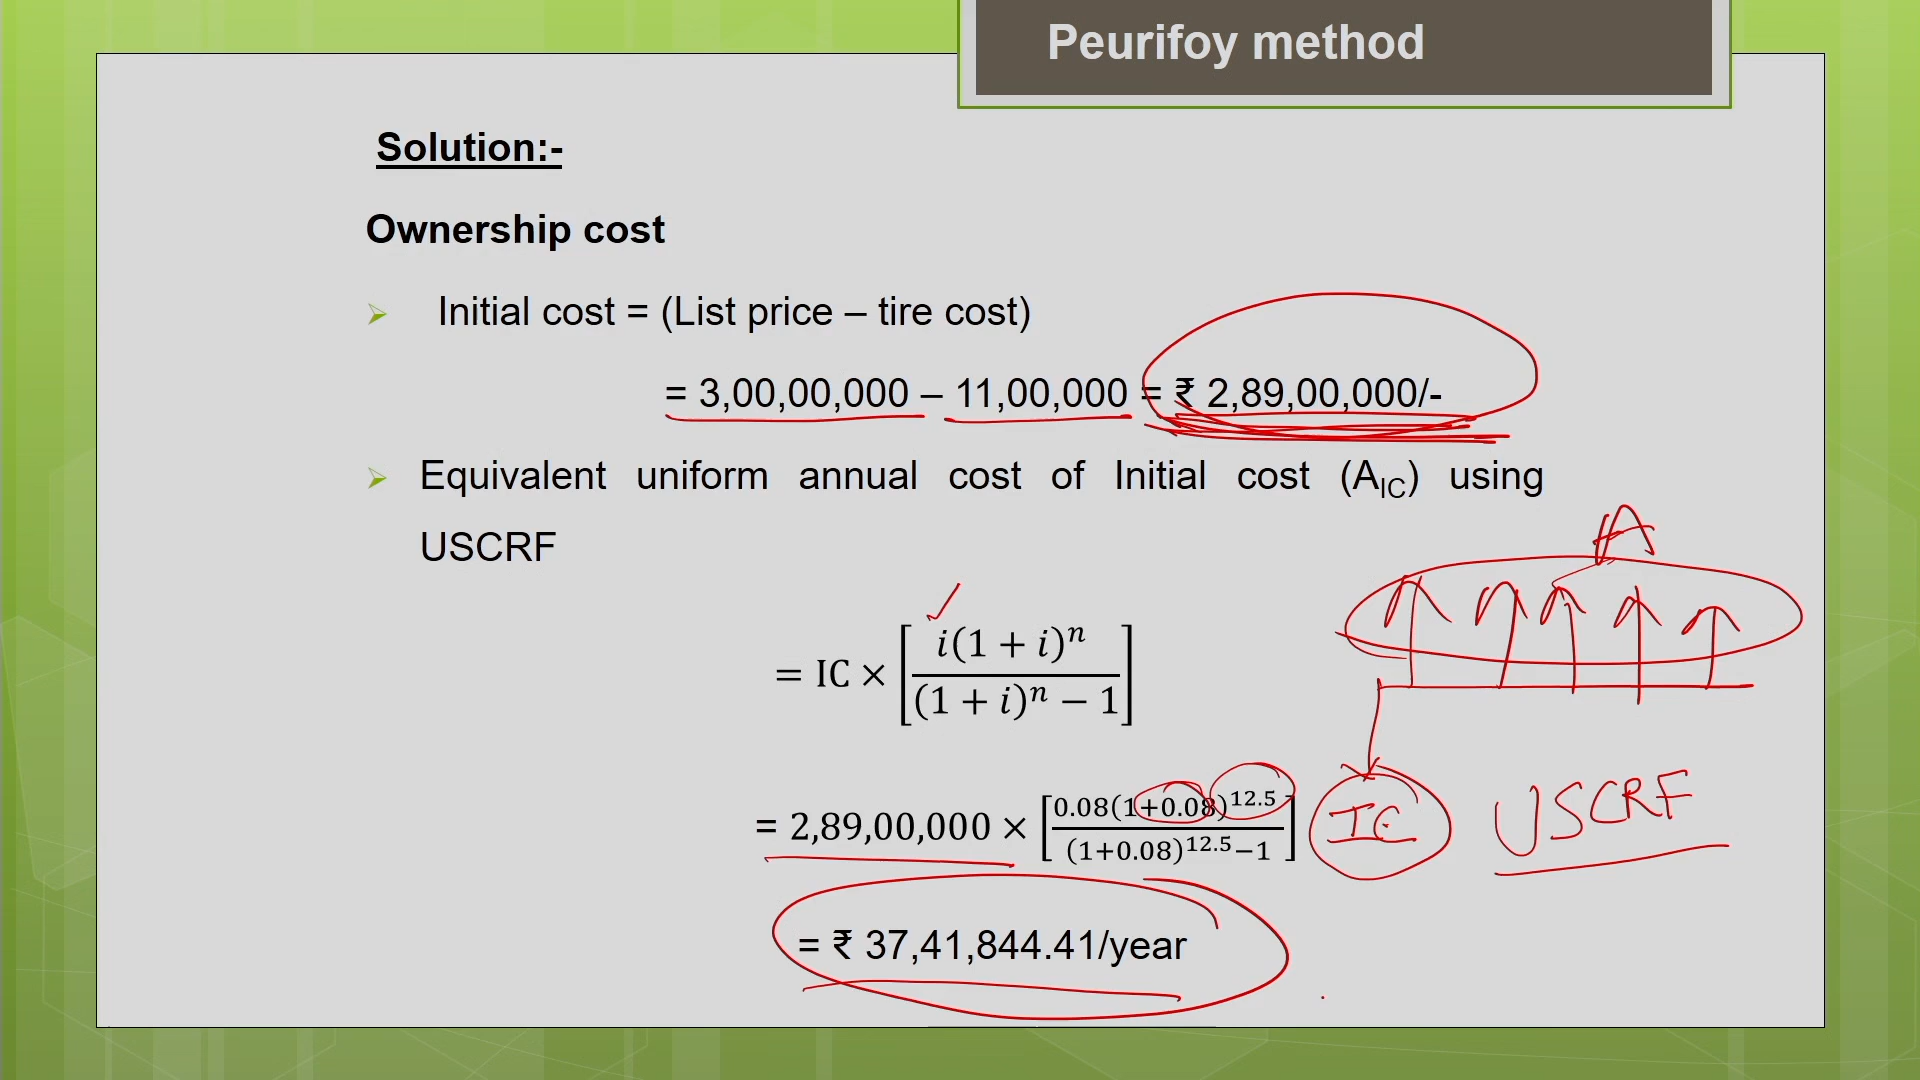 Peurifoy method
Solution:-
Ownership cost
Initial cost = (List price – tire cost)
= 3,00,00,000 – 11,00,000 = ₹ 2,89,00,000/-
Equivalent uniform annual cost of Initial cost (A_IC) using
USCRF
A
= IC × [i(1 + i)^n / (1 + i)^n − 1]
= 2,89,00,000 × [0.08(1+0.08)^12.5 / (1+0.08)^12.5−1]
IC
USCRF
= ₹ 37,41,844.41/year